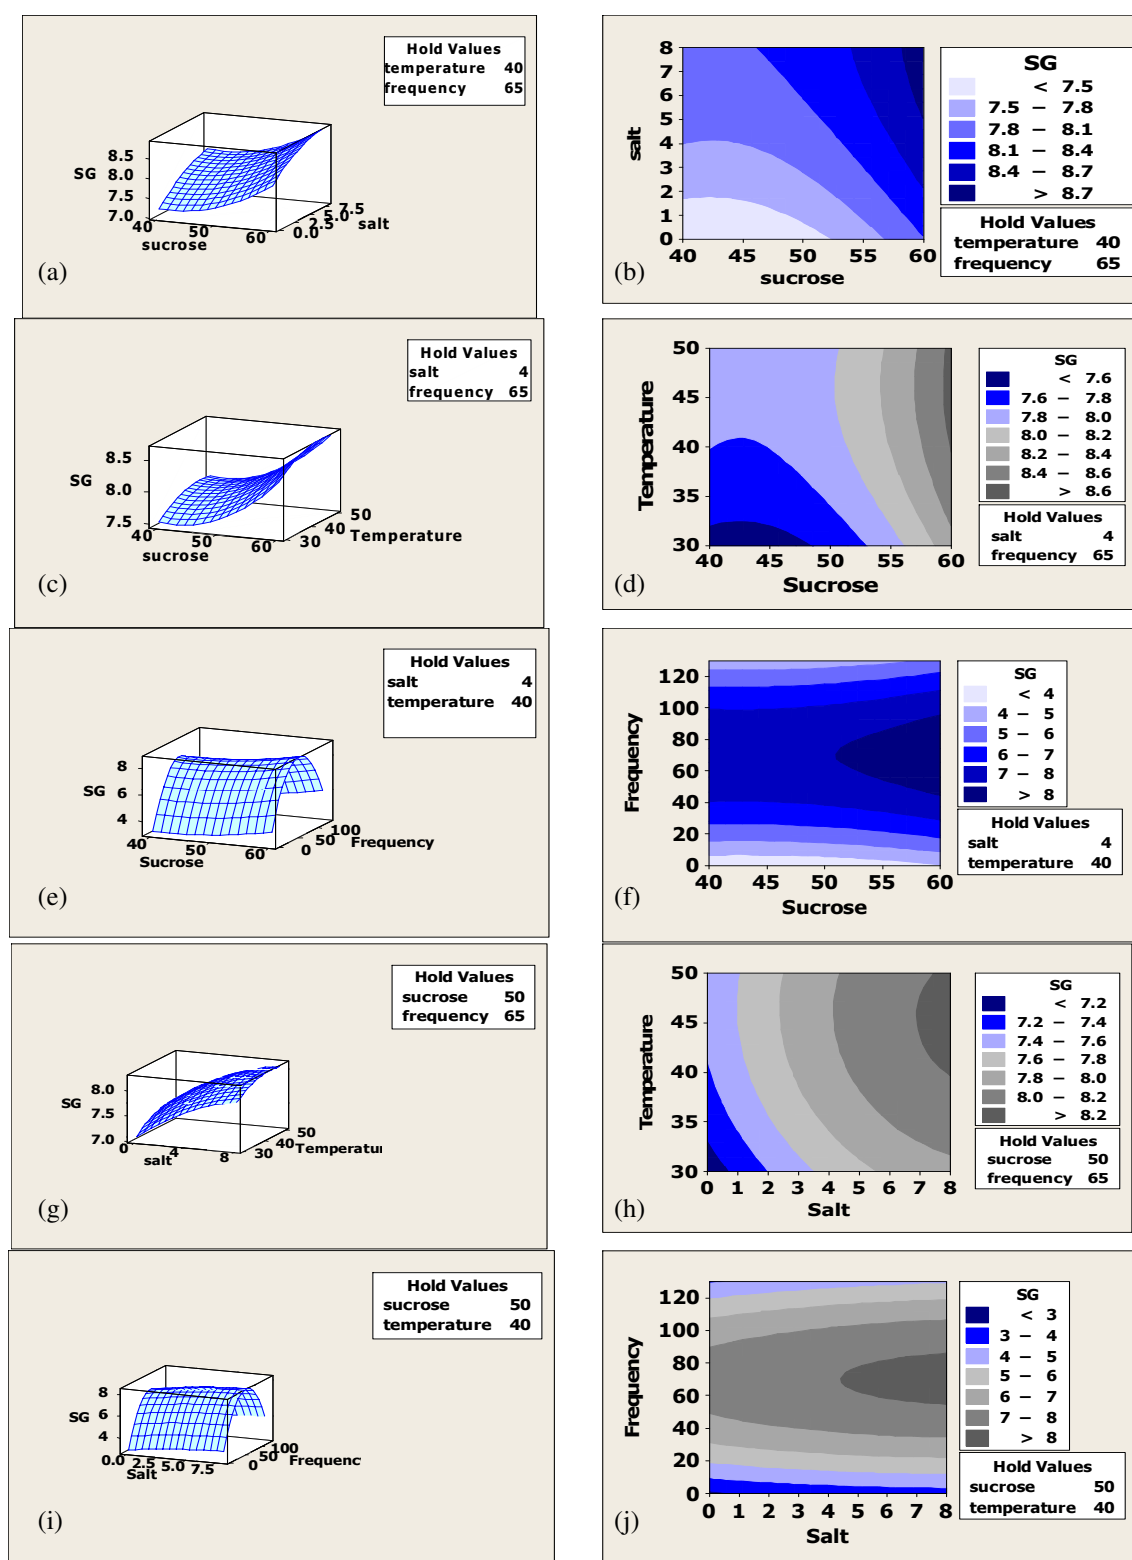 Hold Values
temperature 40
frequency 65
8.5
8.0
7.5
7.0
SG
40
50
60
sucrose
0.0
2.5
5.0
7.5
salt
(a)
8
7
6
5
4
3
2
1
0
salt
40 45 50 55 60
sucrose
SG
< 7.5
7.5 – 7.8
7.8 – 8.1
8.1 – 8.4
8.4 – 8.7
> 8.7
Hold Values
temperature 40
frequency 65
(b)
Hold Values
salt 4
frequency 65
8.5
8.0
7.5
SG
40
50
60
sucrose
30
40
50
Temperature
(c)
50
45
40
35
30
Temperature
40 45 50 55 60
Sucrose
SG
< 7.6
7.6 – 7.8
7.8 – 8.0
8.0 – 8.2
8.2 – 8.4
8.4 – 8.6
> 8.6
Hold Values
salt 4
frequency 65
(d)
Hold Values
salt 4
temperature 40
8
6
4
SG
40
50
60
Sucrose
0
50
100
Frequency
(e)
120
100
80
60
40
20
0
Frequency
40 45 50 55 60
Sucrose
SG
< 4
4 – 5
5 – 6
6 – 7
7 – 8
> 8
Hold Values
salt 4
temperature 40
(f)
Hold Values
sucrose 50
frequency 65
8.0
7.5
7.0
SG
0
4
8
salt
30
40
50
Temperatu
(g)
50
45
40
35
30
Temperature
0 1 2 3 4 5 6 7 8
Salt
SG
< 7.2
7.2 – 7.4
7.4 – 7.6
7.6 – 7.8
7.8 – 8.0
8.0 – 8.2
> 8.2
Hold Values
sucrose 50
frequency 65
(h)
Hold Values
sucrose 50
temperature 40
8
6
4
SG
0.0
2.5
5.0
7.5
Salt
0
50
100
Frequenc
(i)
120
100
80
60
40
20
0
Frequency
0 1 2 3 4 5 6 7 8
Salt
SG
< 3
3 – 4
4 – 5
5 – 6
6 – 7
7 – 8
> 8
Hold Values
sucrose 50
temperature 40
(j)